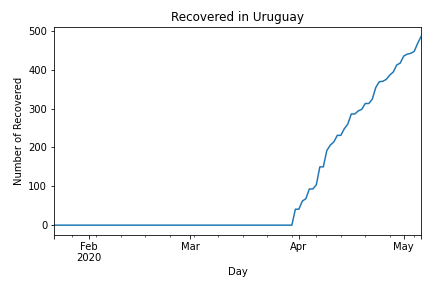 Recovered in Uruguay
Number of Recovered
500
400
300
200
100
0
Feb
2020
Mar
Apr
May
Day